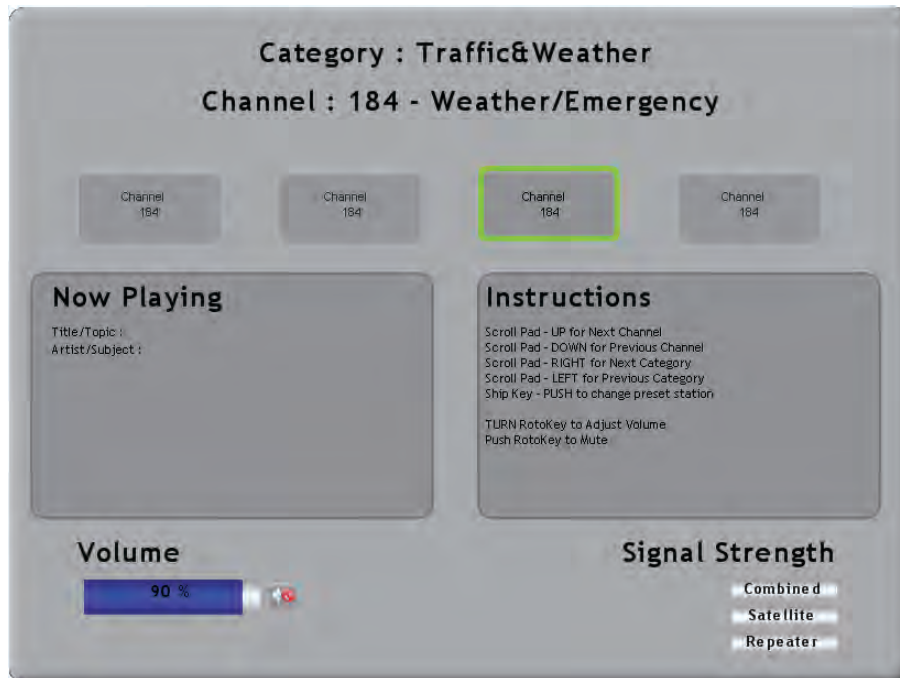 Category : Traffic&Weather
Channel : 184 - Weather/Emergency
Channel
184
Channel
184
Channel
184
Channel
184
Now Playing
Title/Topic :
Artist/Subject :
Instructions
Scroll Pad - UP for Next Channel
Scroll Pad - DOWN for Previous Channel
Scroll Pad - RIGHT for Next Category
Scroll Pad - LEFT for Previous Category
Ship Key - PUSH to change preset station
TURN RotoKey to Adjust Volume
Push RotoKey to Mute
Volume
90 %
Signal Strength
Combined
Satellite
Repeater